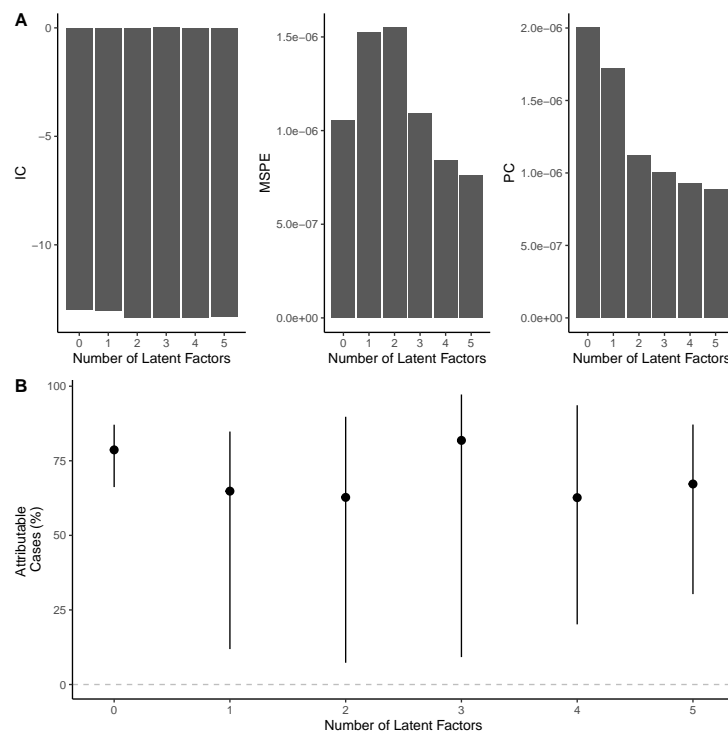 A
0
−5
−10
IC
0 1 2 3 4 5
Number of Latent Factors
1.5e−06
1.0e−06
5.0e−07
0.0e+00
MSPE
0 1 2 3 4 5
Number of Latent Factors
2.0e−06
1.5e−06
1.0e−06
5.0e−07
0.0e+00
PC
0 1 2 3 4 5
Number of Latent Factors
B
100
75
50
25
0
Attributable
Cases (%)
0 1 2 3 4 5
Number of Latent Factors